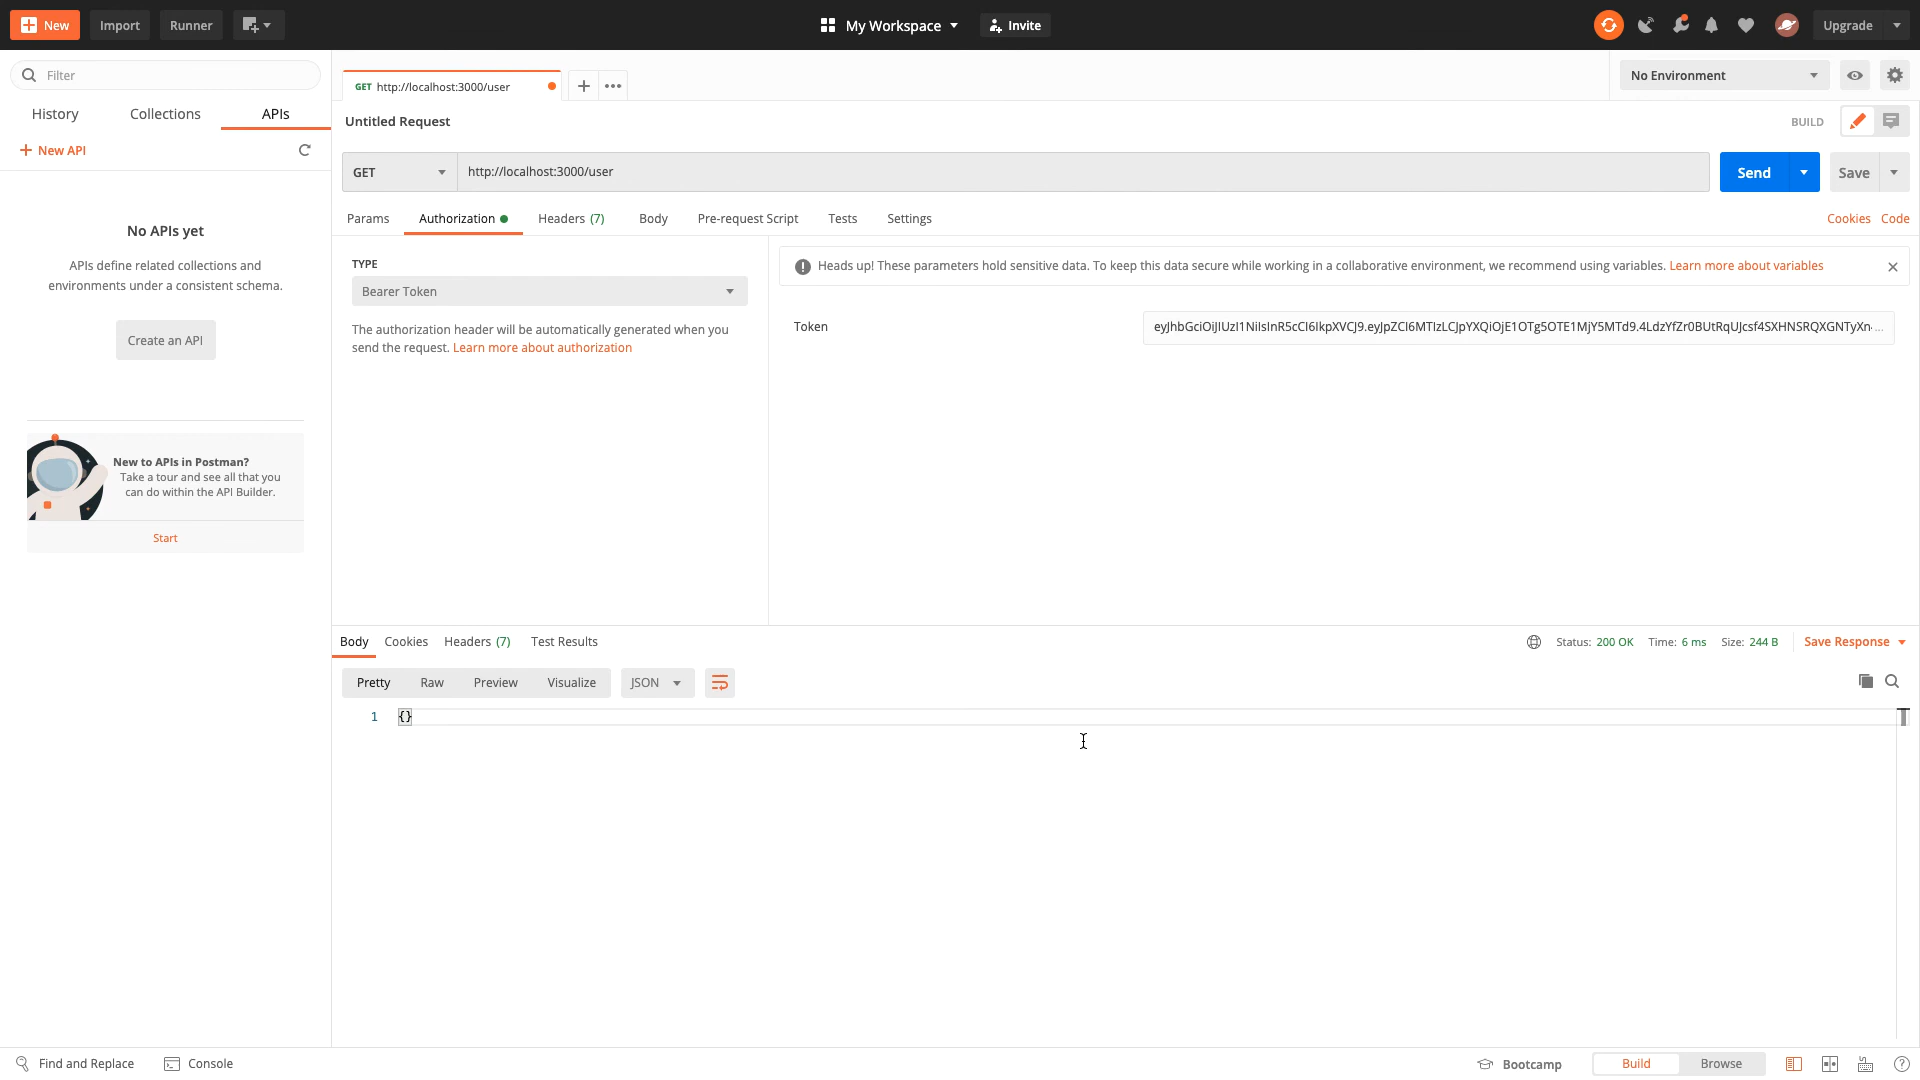 New
Import
Runner
My Workspace
Invite
Upgrade
Filter
History
Collections
APIs
New API
No APIs yet
APIs define related collections and
environments under a consistent schema.
Create an API
New to APIs in Postman?
Take a tour and see all that you
can do within the API Builder.
Start
GET http://localhost:3000/user
No Environment
Untitled Request
BUILD
GET
http://localhost:3000/user
Send
Save
Params
Authorization
Headers (7)
Body
Pre-request Script
Tests
Settings
Cookies
Code
TYPE
Bearer Token
The authorization header will be automatically generated when you
send the request. Learn more about authorization
Heads up! These parameters hold sensitive data. To keep this data secure while working in a collaborative environment, we recommend using variables. Learn more about variables
Token
Body
Cookies
Headers (7)
Test Results
Status: 200 OK
Time: 6 ms
Size: 244 B
Save Response
Pretty
Raw
Preview
Visualize
JSON
1 {}
Find and Replace
Console
Bootcamp
Build
Browse